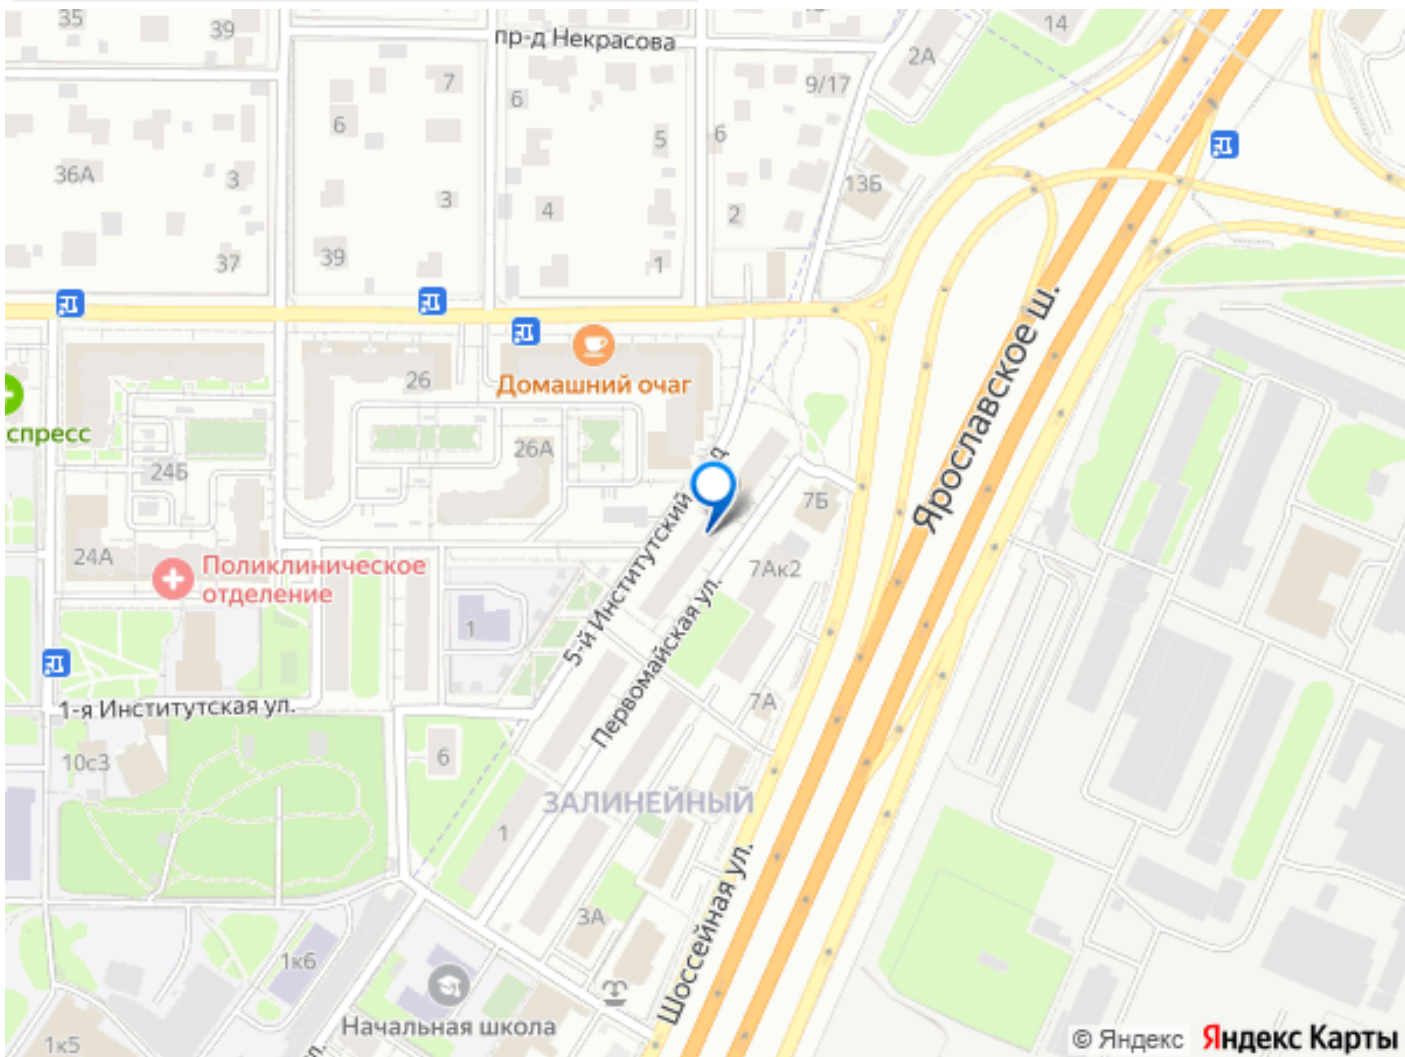 35
39
пр-д Некрасова
7Б
14
2А
7
6
9/17
6
5
6
36А
3
3
4
2
13Б
37
39
1
Ярославское ш.
26
Домашний очаг
спресс
24Б
26А
д
5-й Институтский
7Б
24А
Поликлиническое
отделение
7Ак2
1
Первомайская ул.
1-я Институтская ул.
7А
10с3
6
ЗАЛИНЕЙНЫЙ
1
Шоссейная ул.
3А
1к6
Начальная школа
1к5
© Яндекс
Яндекс Карты